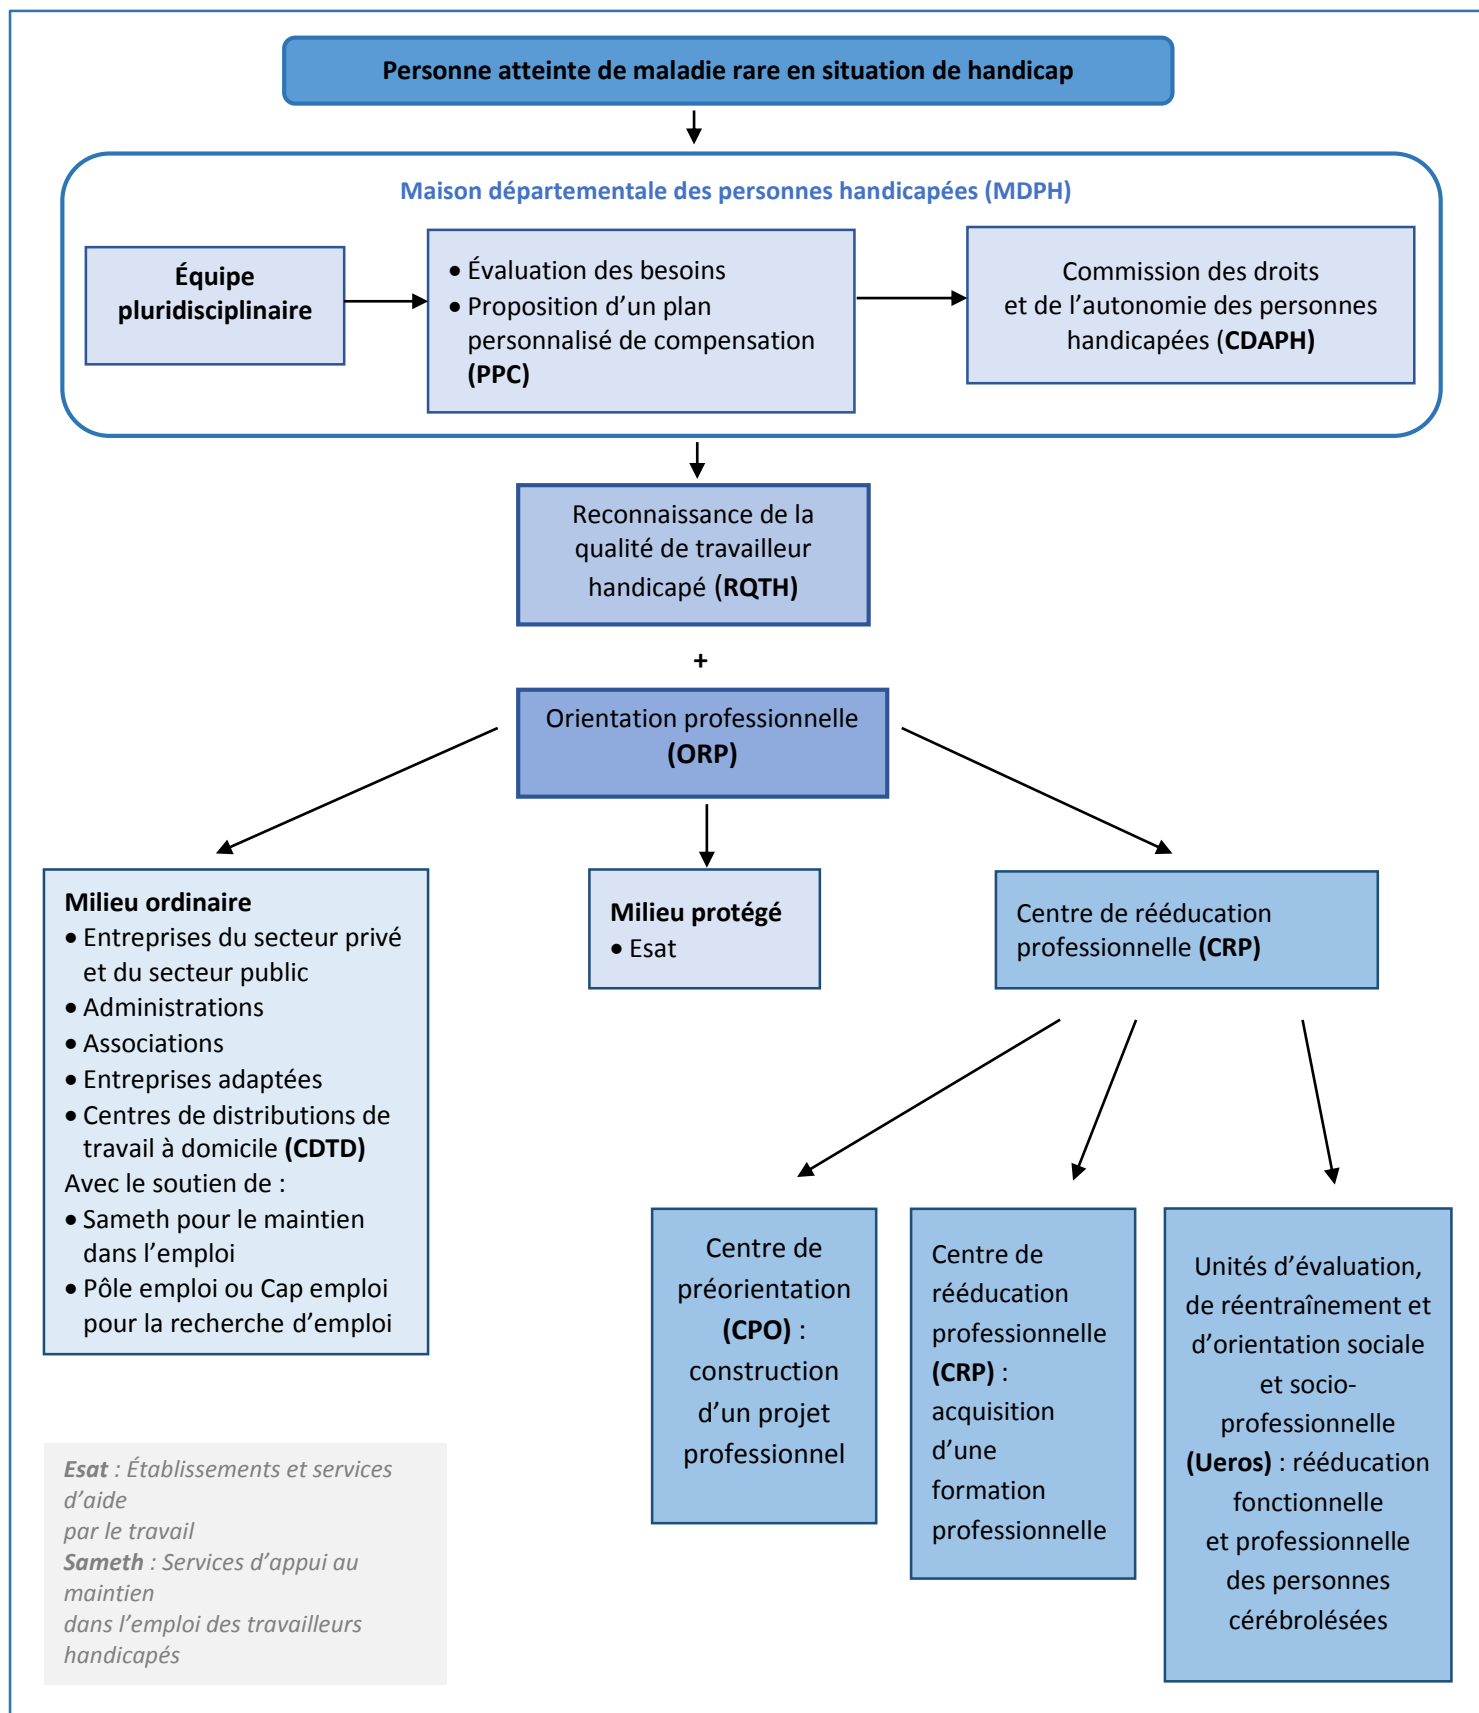 Personne atteinte de maladie rare en situation de handicap
Maison départementale des personnes handicapées (MDPH)
Équipe
pluridisciplinaire
• Évaluation des besoins
• Proposition d’un plan
personnalisé de compensation
(PPC)
Commission des droits
et de l’autonomie des personnes
handicapées (CDAPH)
Reconnaissance de la
qualité de travailleur
handicapé (RQTH)
+
Orientation professionnelle
(ORP)
Milieu ordinaire
• Entreprises du secteur privé
et du secteur public
• Administrations
• Associations
• Entreprises adaptées
• Centres de distributions de
travail à domicile (CDTD)
Avec le soutien de :
• Sameth pour le maintien
dans l’emploi
• Pôle emploi ou Cap emploi
pour la recherche d’emploi
Milieu protégé
• Esat
Centre de rééducation
professionnelle (CRP)
Centre de
préorientation
(CPO) :
construction
d’un projet
professionnel
Centre de
rééducation
professionnelle
(CRP) :
acquisition
d’une
formation
professionnelle
Unités d’évaluation,
de réentraînement et
d’orientation sociale
et socio-
professionnelle
(Ueros) : rééducation
fonctionnelle
et professionnelle
des personnes
cérébrolésées
Esat : Établissements et services
d’aide
par le travail
Sameth : Services d’appui au
maintien
dans l’emploi des travailleurs
handicapés